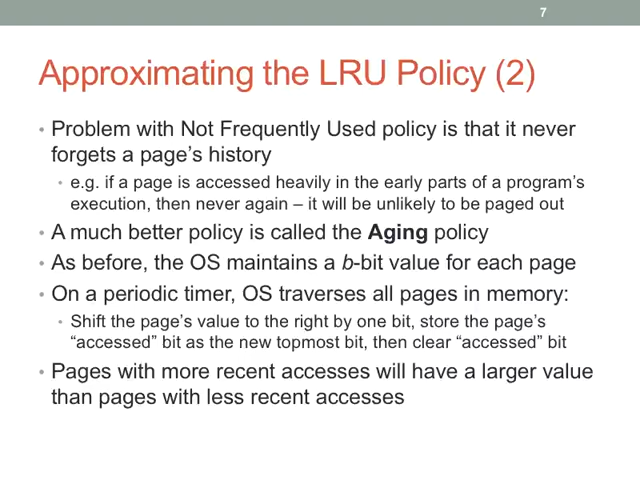 7
Approximating the LRU Policy (2)
• Problem with Not Frequently Used policy is that it never
forgets a page's history
• e.g. if a page is accessed heavily in the early parts of a program's
execution, then never again – it will be unlikely to be paged out
• A much better policy is called the Aging policy
• As before, the OS maintains a b-bit value for each page
• On a periodic timer, OS traverses all pages in memory:
• Shift the page's value to the right by one bit, store the page's
"accessed" bit as the new topmost bit, then clear "accessed" bit
• Pages with more recent accesses will have a larger value
than pages with less recent accesses